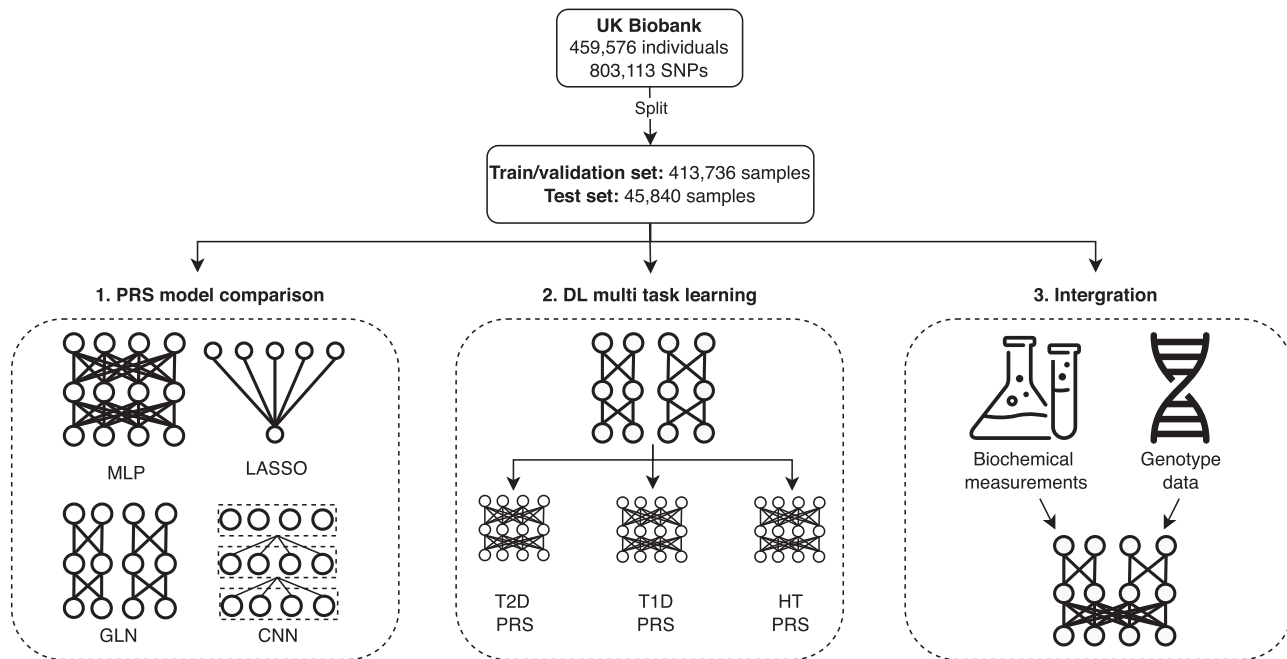 UK Biobank
459,576 individuals
803,113 SNPs
Split
Train/validation set: 413,736 samples
Test set: 45,840 samples
1. PRS model comparison
MLP
LASSO
GLN
CNN
2. DL multi task learning
T2D
PRS
T1D
PRS
HT
PRS
3. Intergration
Biochemical
measurements
Genotype
data